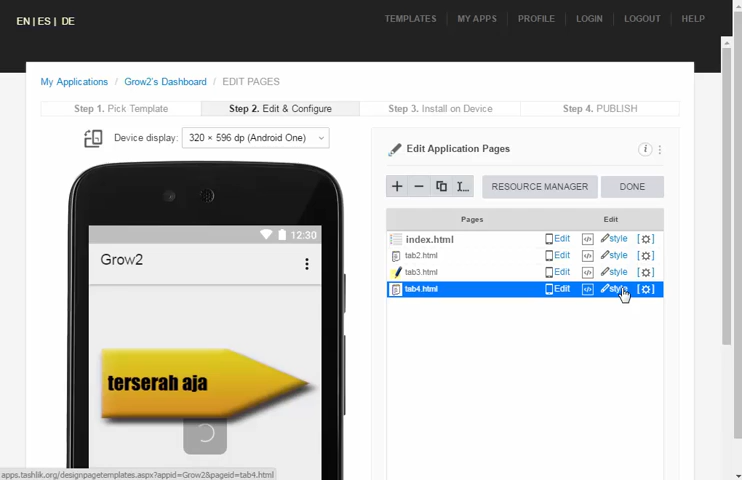 EN | ES | DE
TEMPLATES MY APPS PROFILE LOGIN LOGOUT HELP
My Applications / Grow2's Dashboard / EDIT PAGES
Step 1. Pick Template Step 2. Edit & Configure Step 3. Install on Device Step 4. PUBLISH
Device display: 320 × 596 dp (Android One)
Edit Application Pages
RESOURCE MANAGER DONE
Pages Edit
index.html Edit style
tab2.html Edit style
tab3.html Edit style
tab4.html Edit style
12:30
Grow2
terserah aja
apps.tashlik.org/designpagetemplates.aspx?appid=Grow2&pageid=tab4.html